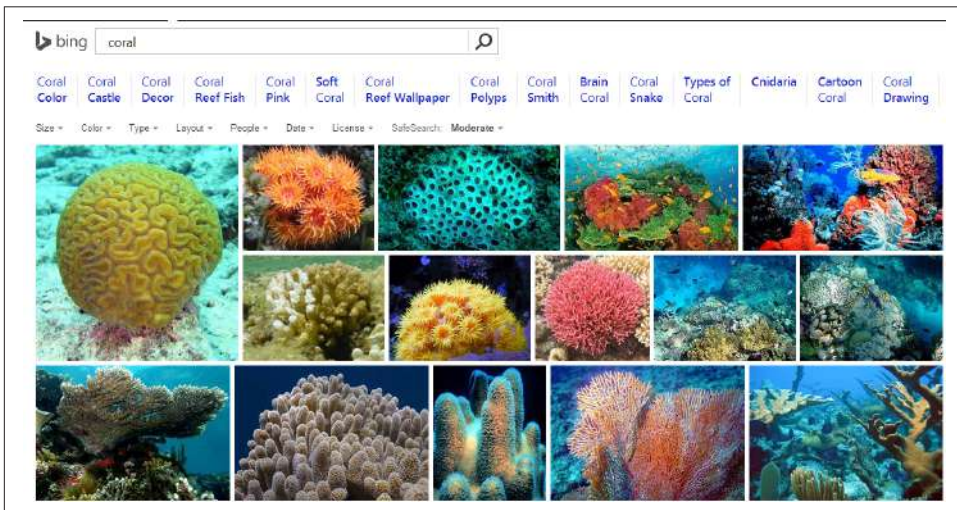 bing coral
Coral Coral Coral Coral Coral Soft Coral Coral Coral Brain Coral Types of Cnidaria Cartoon Coral
Color Castle Decor Reef Fish Pink Coral Reef Wallpaper Polyps Smith Coral Snake Coral Coral Drawing
Size Color Type Layout People Date License SafeSearch: Moderate